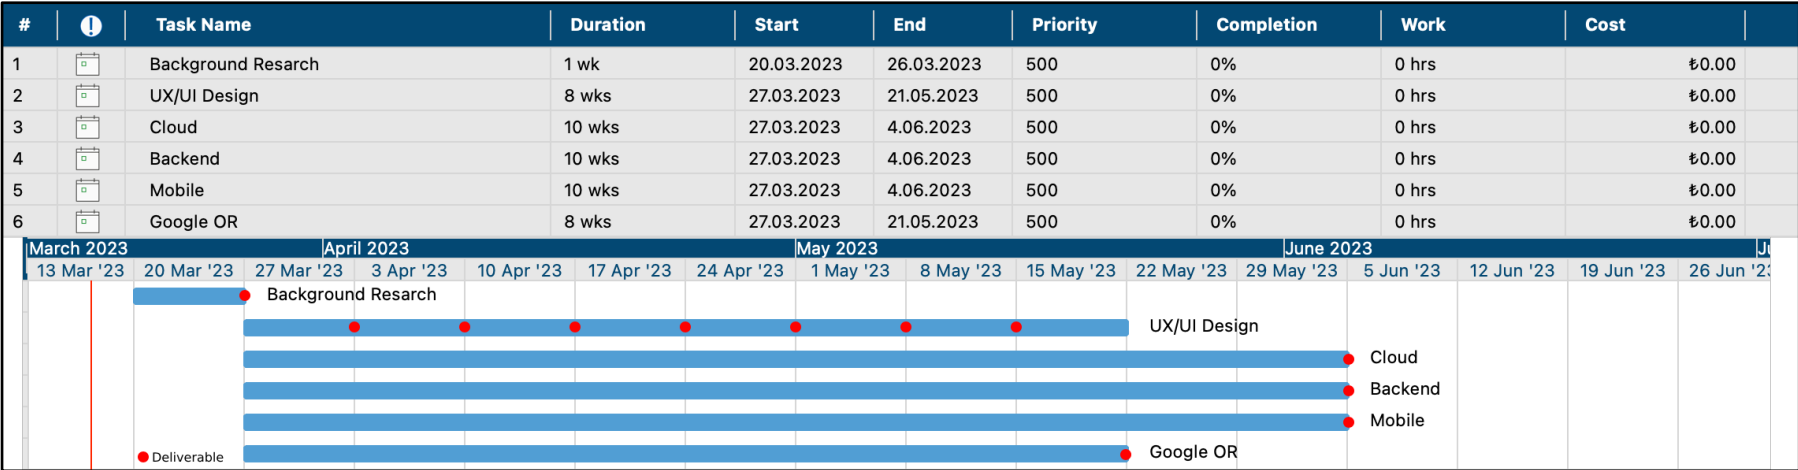 # Task Name Duration Start End Priority Completion Work Cost
1 Background Resarch 1 wk 20.03.2023 26.03.2023 500 0% 0 hrs ₺0.00
2 UX/UI Design 8 wks 27.03.2023 21.05.2023 500 0% 0 hrs ₺0.00
3 Cloud 10 wks 27.03.2023 4.06.2023 500 0% 0 hrs ₺0.00
4 Backend 10 wks 27.03.2023 4.06.2023 500 0% 0 hrs ₺0.00
5 Mobile 10 wks 27.03.2023 4.06.2023 500 0% 0 hrs ₺0.00
6 Google OR 8 wks 27.03.2023 21.05.2023 500 0% 0 hrs ₺0.00
March 2023 April 2023 May 2023 June 2023
13 Mar '23 20 Mar '23 27 Mar '23 3 Apr '23 10 Apr '23 17 Apr '23 24 Apr '23 1 May '23 8 May '23 15 May '23 22 May '23 29 May '23 5 Jun '23 12 Jun '23 19 Jun '23 26 Jun '23
Background Resarch
UX/UI Design
Cloud
Backend
Mobile
Deliverable Google OR